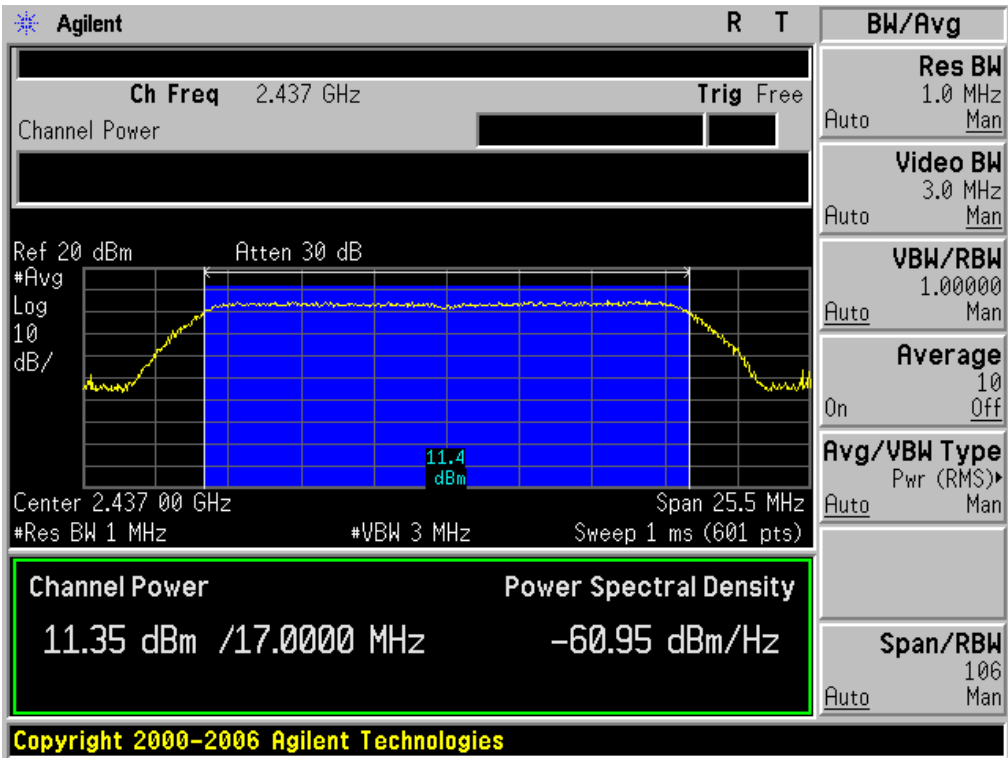 Agilent R T
Ch Freq 2.437 GHz Trig Free
Channel Power
Ref 20 dBm Atten 30 dB
#Avg
Log
10
dB/
11.4
dBm
Center 2.437 00 GHz Span 25.5 MHz
#Res BW 1 MHz #VBW 3 MHz Sweep 1 ms (601 pts)
Channel Power Power Spectral Density
11.35 dBm /17.0000 MHz -60.95 dBm/Hz
Copyright 2000-2006 Agilent Technologies
BW/Avg
Res BW
1.0 MHz
Auto Man
Video BW
3.0 MHz
Auto Man
VBW/RBW
1.00000
Auto Man
Average
10
On Off
Avg/VBW Type
Pwr (RMS)▸
Auto Man
Span/RBW
106
Auto Man